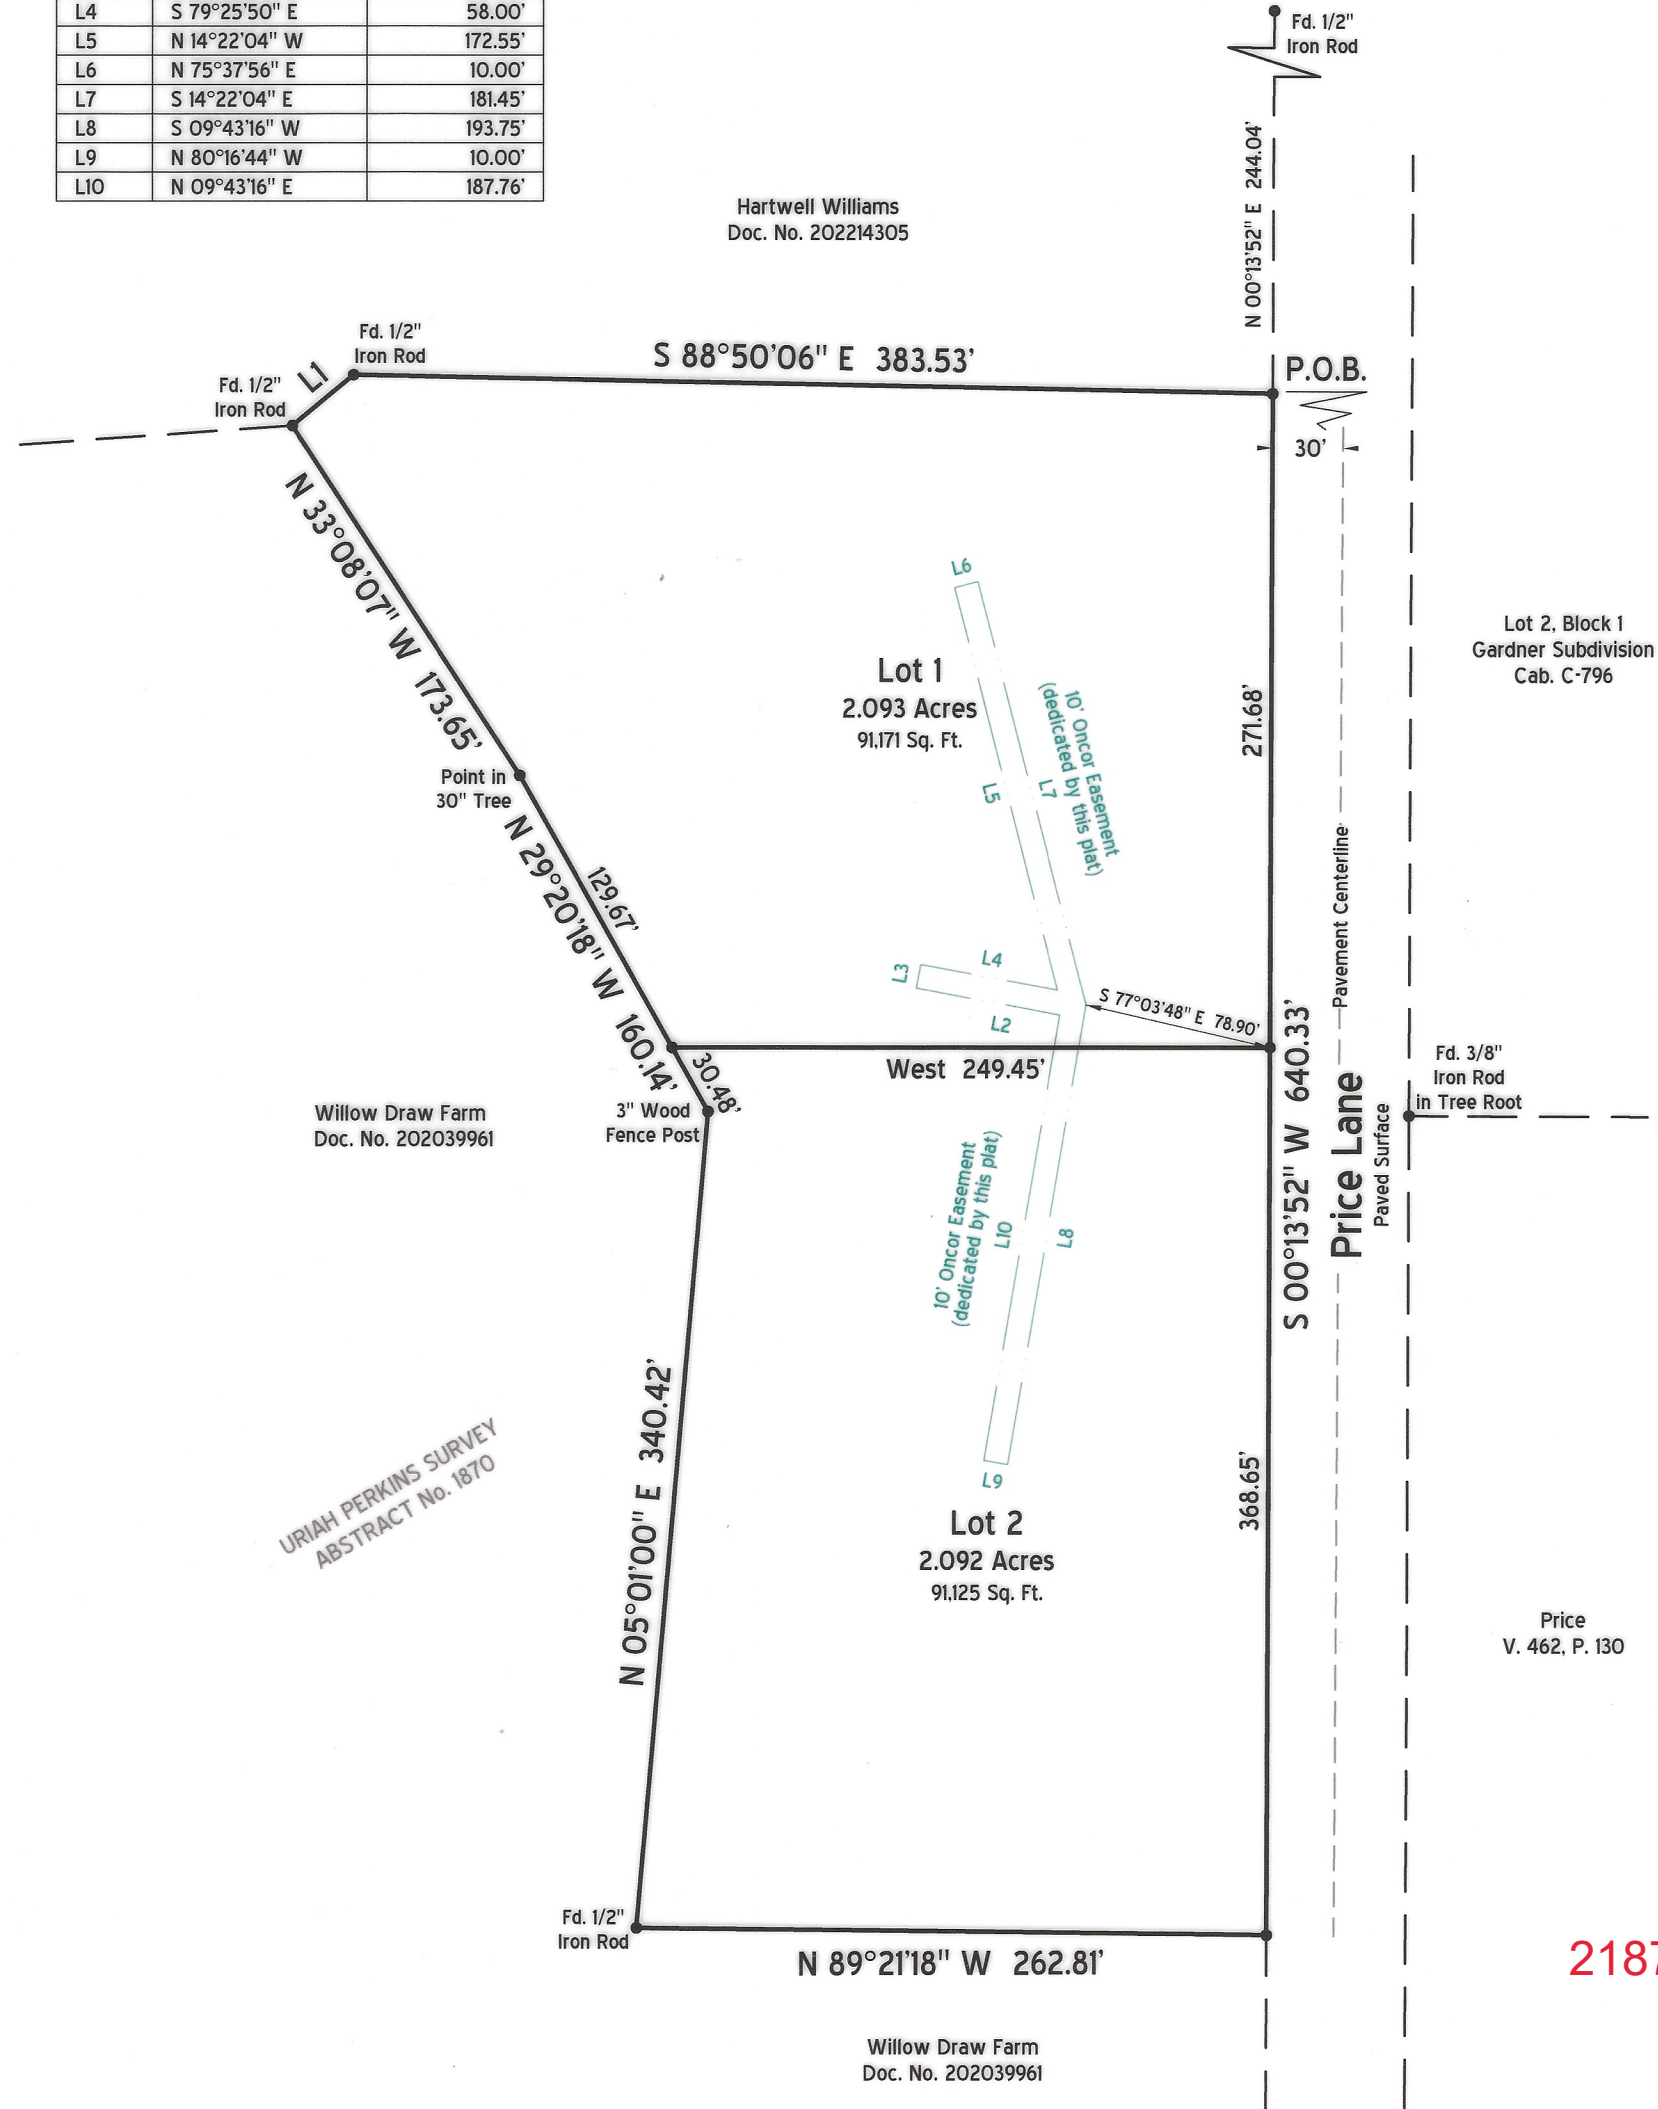 L4 S 79°25'50" E 58.00'
L5 N 14°22'04" W 172.55'
L6 N 75°37'56" E 10.00'
L7 S 14°22'04" E 181.45'
L8 S 09°43'16" W 193.75'
L9 N 80°16'44" W 10.00'
L10 N 09°43'16" E 187.76'
Fd. 1/2"
Iron Rod
N 00°13'52" E 244.04'
Hartwell Williams
Doc. No. 202214305
Fd. 1/2"
Iron Rod
L1
Fd. 1/2"
Iron Rod
S 88°50'06" E 383.53'
P.O.B.
30'
N 33°08'07" W 173.65'
L6
Lot 1
2.093 Acres
91,171 Sq. Ft.
10' Oncor Easement
(dedicated by this plat)
L5
L7
271.68'
Lot 2, Block 1
Gardner Subdivision
Cab. C-796
Point in
30" Tree
N 29°20'18" W 160.14'
129.67'
Pavement Centerline
L3
L4
L2
S 77°03'48" E 78.90'
West 249.45'
30.48'
3" Wood
Fence Post
Willow Draw Farm
Doc. No. 202039961
S 00°13'52" W 640.33'
Price Lane
Paved Surface
Fd. 3/8"
Iron Rod
in Tree Root
10' Oncor Easement
(dedicated by this plat)
L10
L8
N 05°01'00" E 340.42'
URIAH PERKINS SURVEY
ABSTRACT No. 1870
L9
Lot 2
2.092 Acres
91,125 Sq. Ft.
368.65'
Price
V. 462, P. 130
Fd. 1/2"
Iron Rod
N 89°21'18" W 262.81'
2187
Willow Draw Farm
Doc. No. 202039961